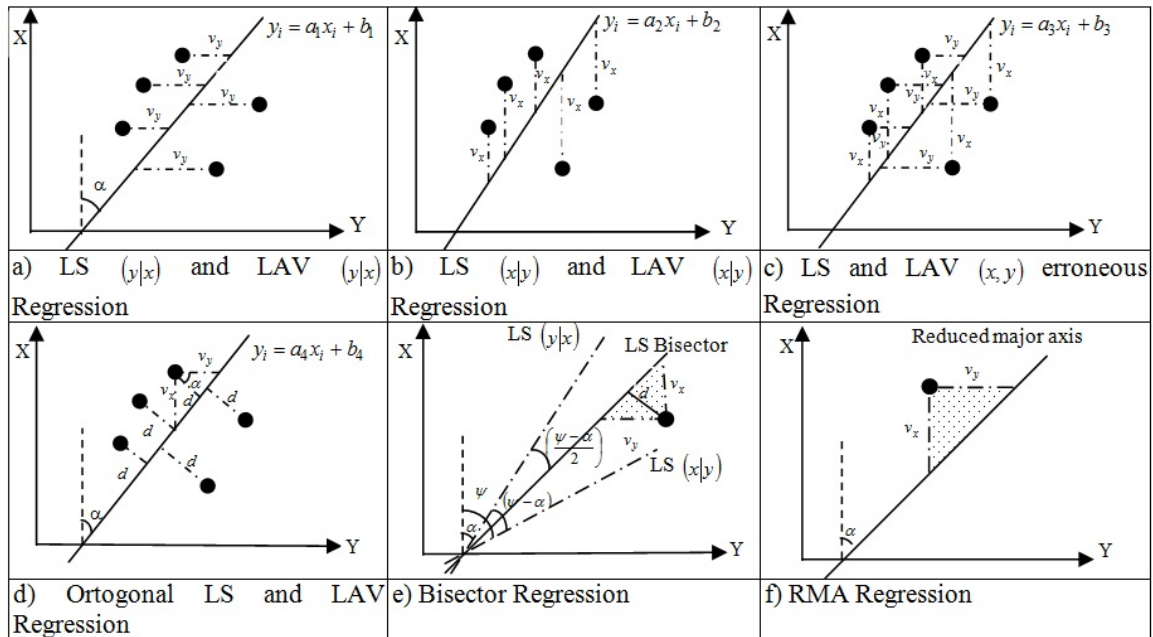 X
y_i = a_1x_i + b_1
v_y
v_y
v_y
v_y
v_y
α
Y
a) LS (y|x) and LAV (y|x)
Regression
X
y_i = a_2x_i + b_2
v_x
v_x
v_x
v_x
v_x
Y
b) LS (x|y) and LAV (x|y)
Regression
X
y_i = a_3x_i + b_3
v_y
v_x
v_x
v_y
v_y
v_x
v_y
v_x
v_x
v_y
Y
c) LS and LAV (x, y) erroneous
Regression
X
y_i = a_4x_i + b_4
v_y
α
v_x
d
d
d
d
d
α
Y
d) Ortogonal LS and LAV
Regression
X
LS (y|x)
LS Bisector
v_x
d
v_y
((ψ-α)/2)
LS (x|y)
ψ
(ψ-α)
α
Y
e) Bisector Regression
X
Reduced major axis
v_y
v_x
α
Y
f) RMA Regression